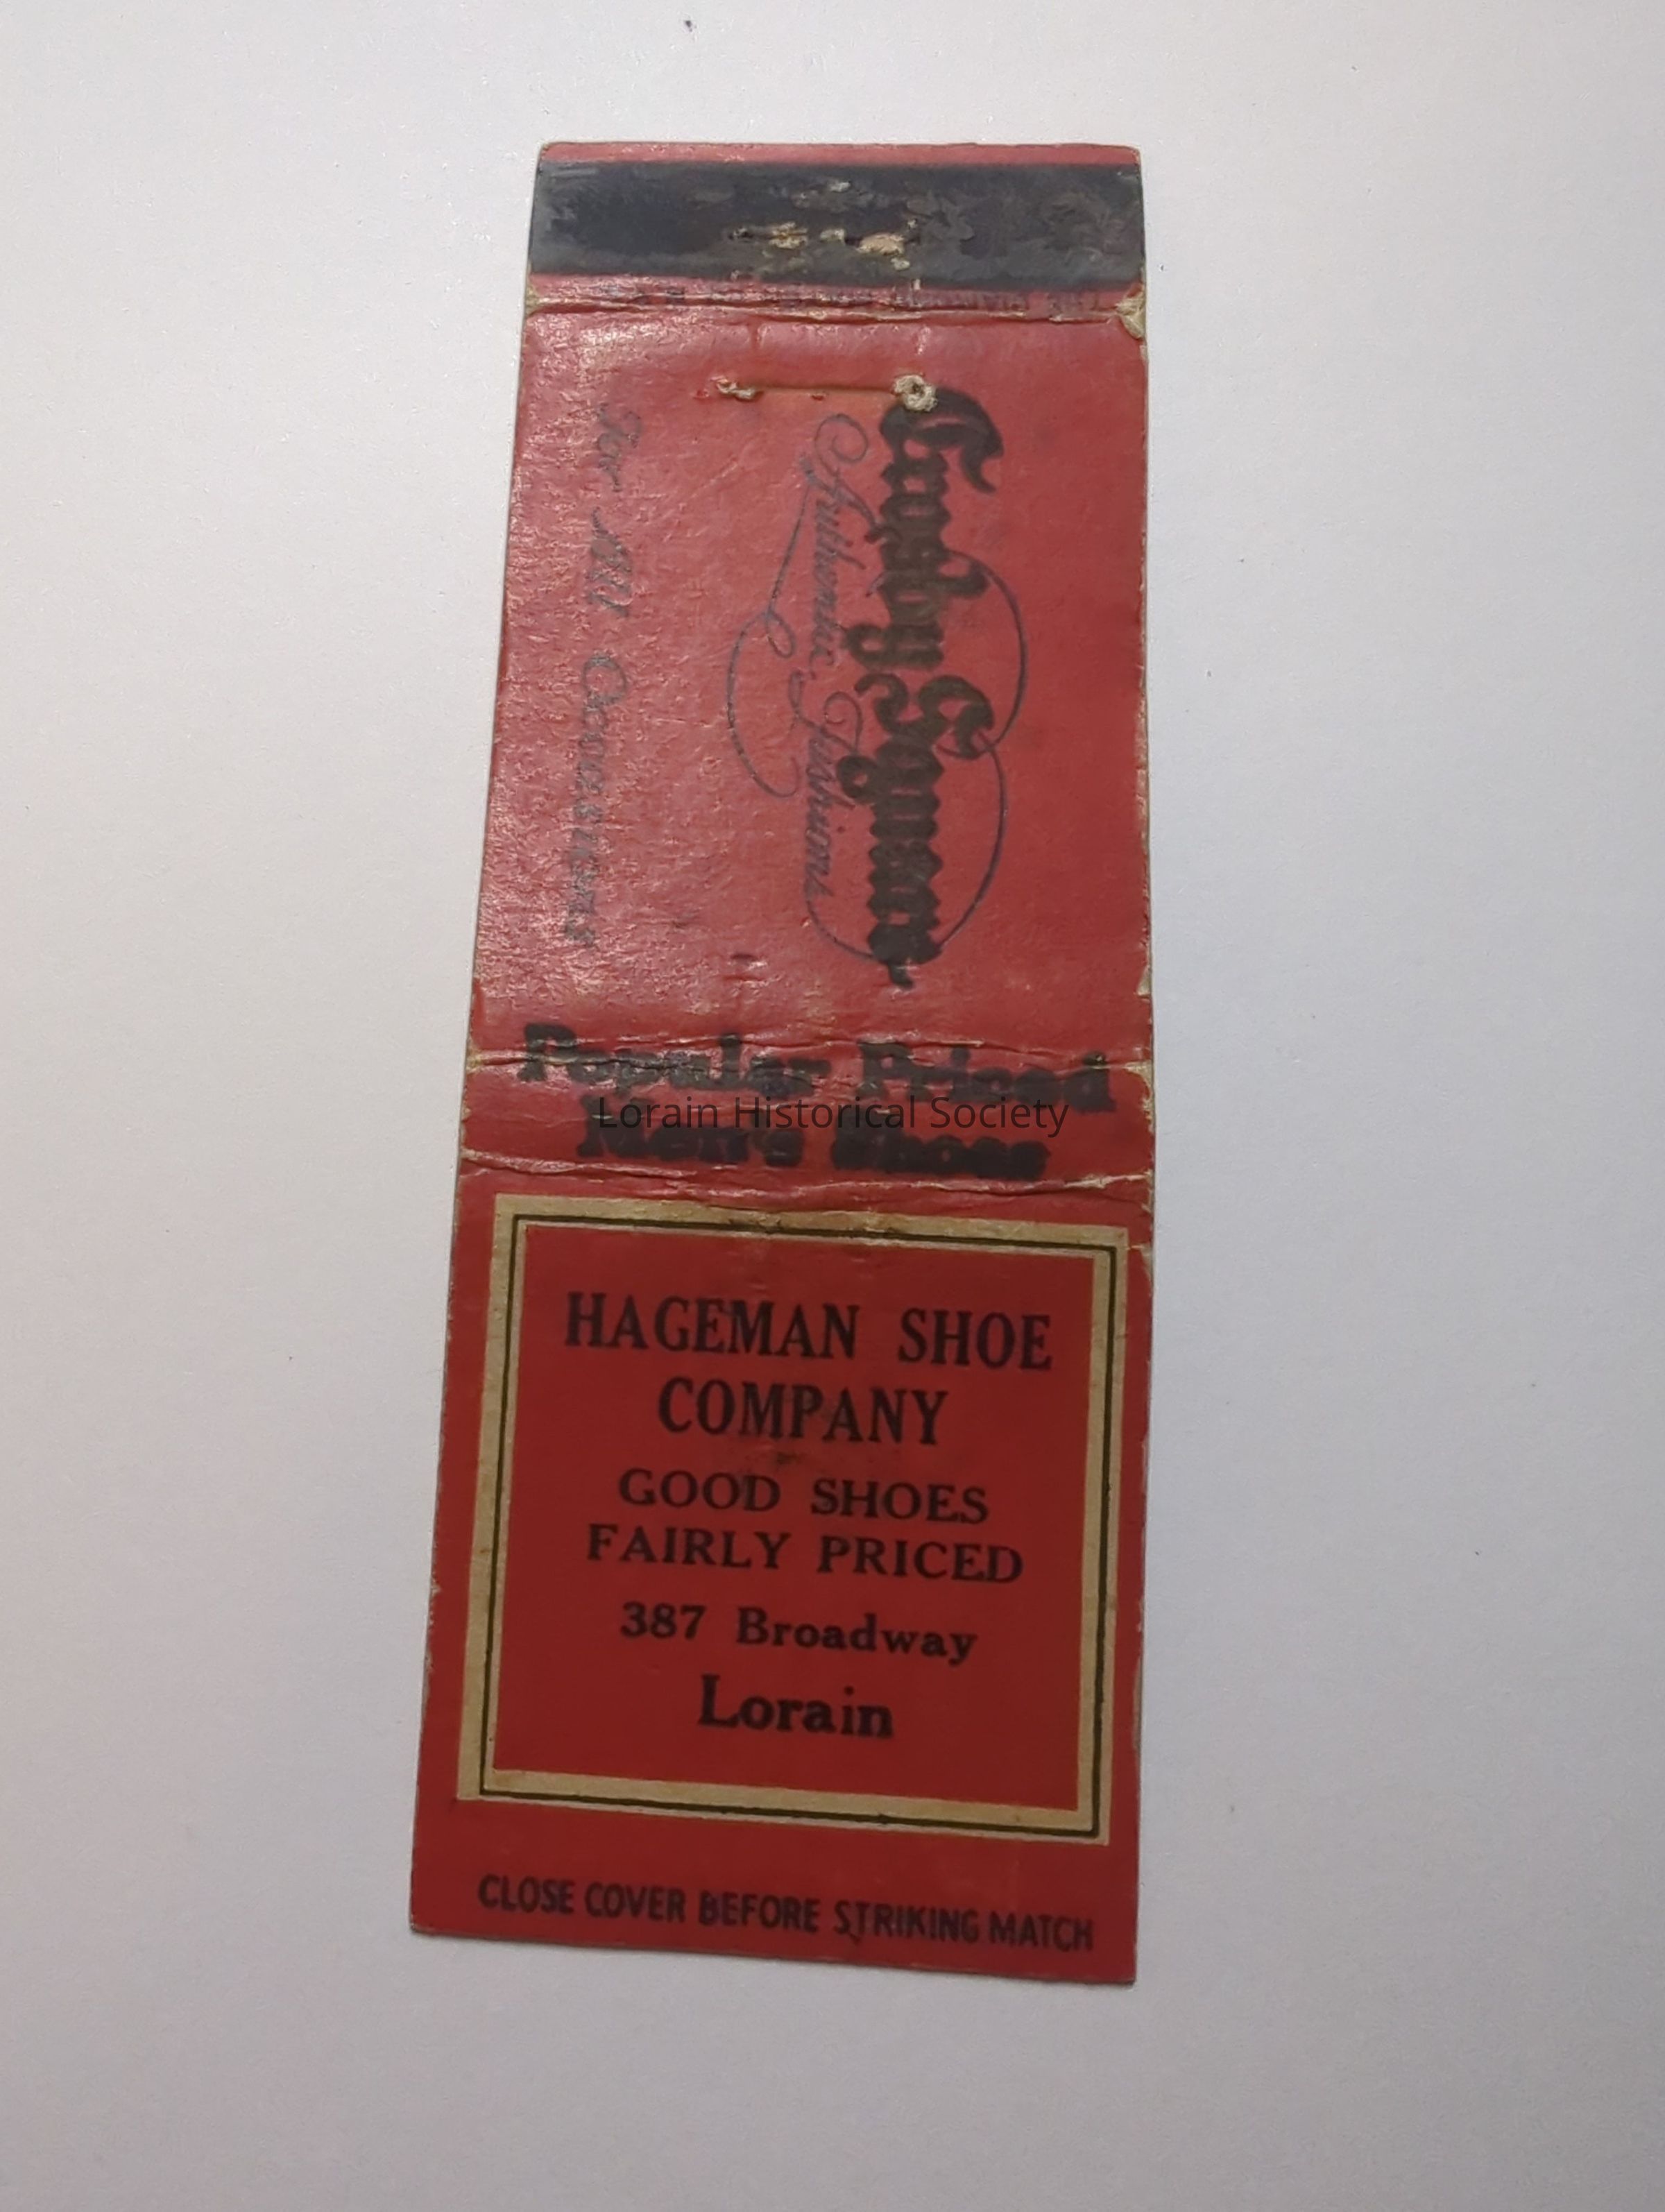 Crosby Squares
Authentic Fashions
For All Occasions
Popular Priced
Men's Shoes
Lorain Historical Society
HAGEMAN SHOE
COMPANY
GOOD SHOES
FAIRLY PRICED
387 Broadway
Lorain
CLOSE COVER BEFORE STRIKING MATCH